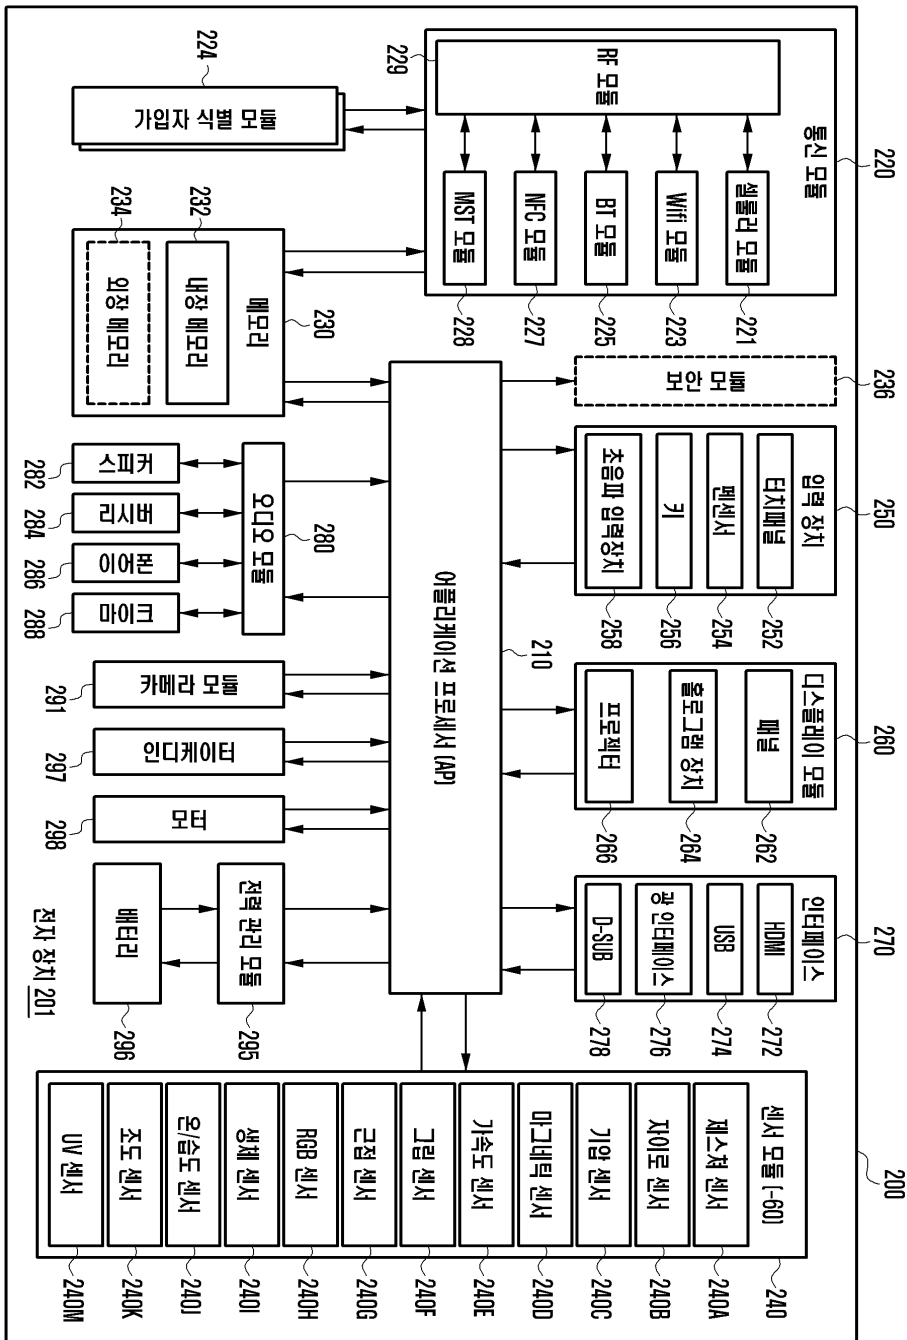 200
220
통신 모듈
RF 모듈
229
셀룰러 모듈
221
Wifi 모듈
223
BT 모듈
225
NFC 모듈
227
MST 모듈
228
224
가입자 식별 모듈
메모리
230
내장 메모리
232
외장 메모리
234
보안 모듈
236
입력 장치
250
터치패널
252
펜센서
254
키
256
초음파 입력장치
258
어플리케이션 프로세서 (AP)
210
오디오 모듈
280
스피커
282
리시버
284
이어폰
286
마이크
288
디스플레이 모듈
260
패널
262
홀로그램 장치
264
프로젝터
266
카메라 모듈
291
인디케이터
297
모터
298
인터페이스
270
HDMI
272
USB
274
광 인터페이스
276
D-SUB
278
전력 관리 모듈
295
배터리
296
센서 모듈 (-60)
240
제스쳐 센서
240A
자이로 센서
240B
기압 센서
240C
마그네틱 센서
240D
가속도 센서
240E
그립 센서
240F
근접 센서
240G
RGB 센서
240H
생체 센서
240I
온/습도 센서
240J
조도 센서
240K
UV 센서
240M
전자 장치 201